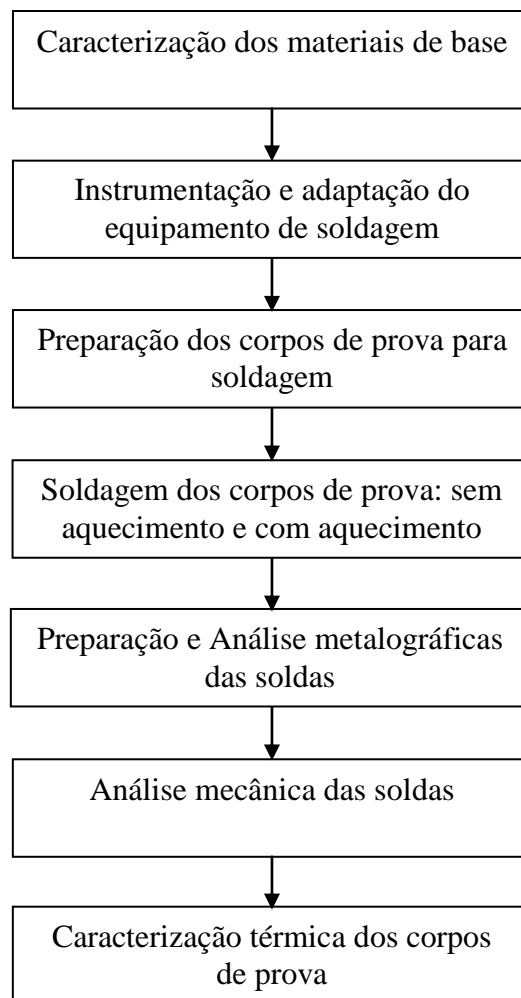 Caracterização dos materiais de base
Instrumentação e adaptação do
equipamento de soldagem
Preparação dos corpos de prova para
soldagem
Soldagem dos corpos de prova: sem
aquecimento e com aquecimento
Preparação e Análise metalográficas
das soldas
Análise mecânica das soldas
Caracterização térmica dos corpos
de prova